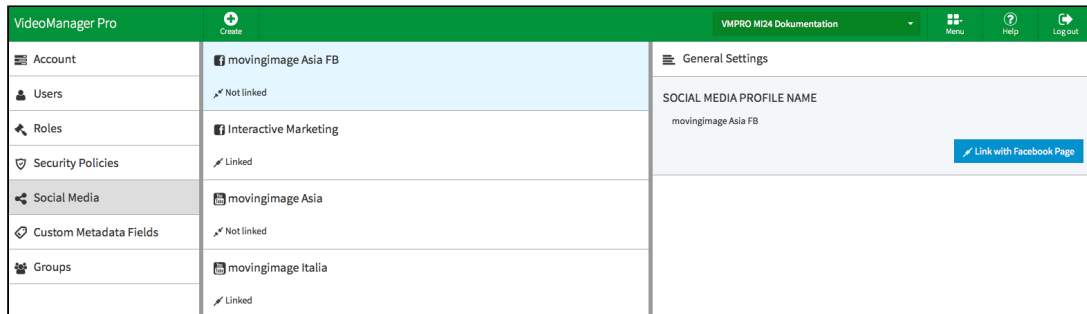 VideoManager Pro
Create
VMPRO MI24 Dokumentation
Menu
Help
Log out
Account
Users
Roles
Security Policies
Social Media
Custom Metadata Fields
Groups
movingimage Asia FB
Not linked
Interactive Marketing
Linked
movingimage Asia
Not linked
movingimage Italia
Linked
General Settings
SOCIAL MEDIA PROFILE NAME
movingimage Asia FB
Link with Facebook Page